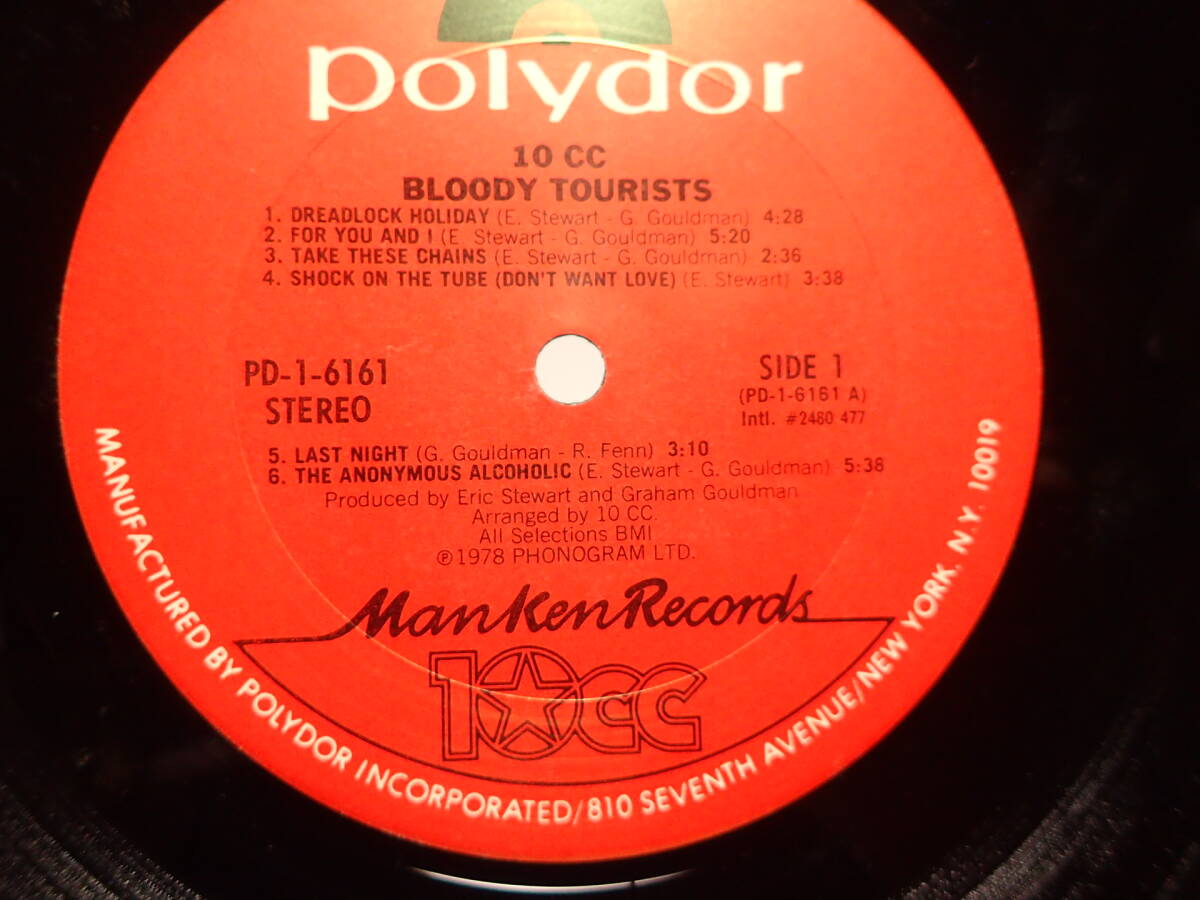 polydor
10 CC
BLOODY TOURISTS
1. DREADLOCK HOLIDAY (E. Stewart - G. Gouldman) 4:28
2. FOR YOU AND I (E. Stewart - G. Gouldman) 5:20
3. TAKE THESE CHAINS (E. Stewart - G. Gouldman) 2:36
4. SHOCK ON THE TUBE (DON'T WANT LOVE) (E. Stewart) 3:38
PD-1-6161
STEREO
SIDE 1
(PD-1-6161 A)
Intl. #2480 477
5. LAST NIGHT (G. Gouldman - R. Fenn) 3:10
6. THE ANONYMOUS ALCOHOLIC (E. Stewart - G. Gouldman) 5:38
Produced by Eric Stewart and Graham Gouldman
Arranged by 10 CC.
All Selections BMI
℗1978 PHONOGRAM LTD.
ManKen Records
10CC
MANUFACTURED BY POLYDOR INCORPORATED/810 SEVENTH AVENUE/NEW YORK, N.Y. 10019